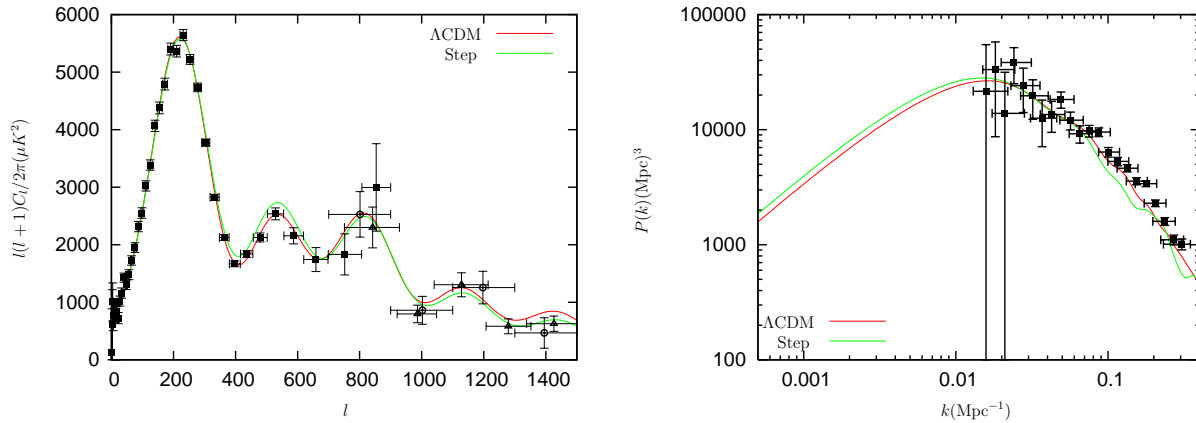 l(l + 1)C_l/2π(μK²)
6000
5000
4000
3000
2000
1000
0
0 200 400 600 800 1000 1200 1400
l
ΛCDM
Step
P(k)(Mpc)³
100000
10000
1000
100
0.001 0.01 0.1
k(Mpc⁻¹)
ΛCDM
Step